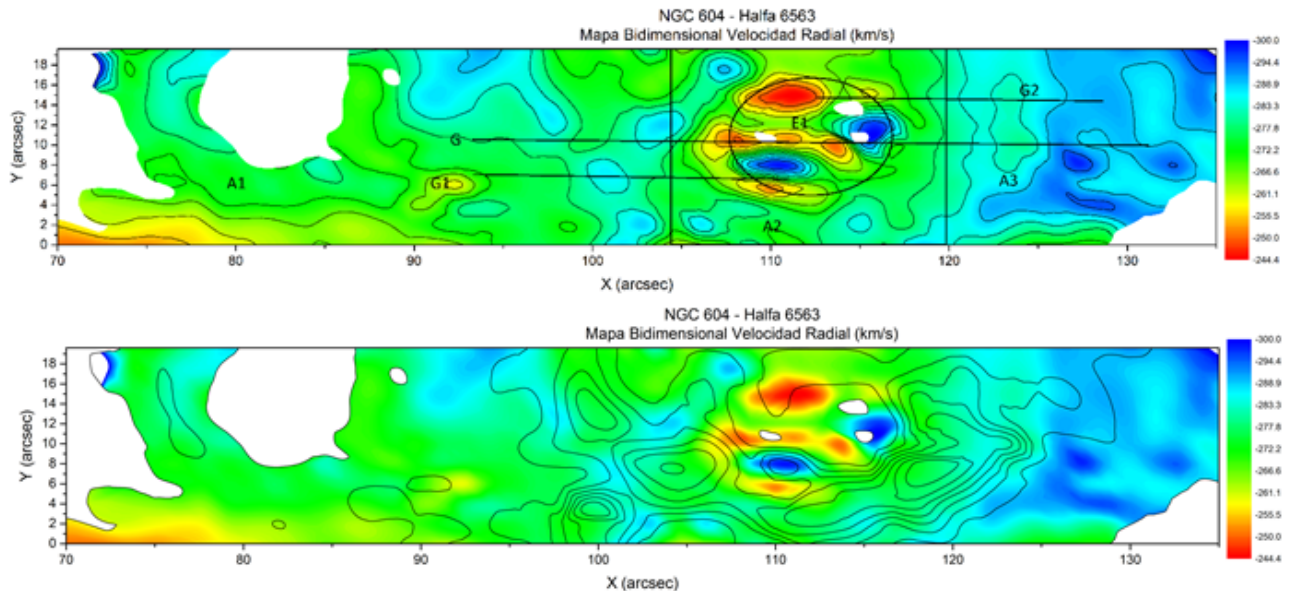 NGC 604 - Halfa 6563
Mapa Bidimensional Velocidad Radial (km/s)
Y (arcsec)
18
16
14
12
10
8
6
4
2
0
G2
E3
G
A1
G1
A3
A2
70 80 90 100 110 120 130
X (arcsec)
-300.0
-294.4
-288.9
-283.3
-277.8
-272.2
-266.6
-261.1
-255.5
-250.0
-244.4
NGC 604 - Halfa 6563
Mapa Bidimensional Velocidad Radial (km/s)
Y (arcsec)
18
16
14
12
10
8
6
4
2
0
70 80 90 100 110 120 130
X (arcsec)
-300.0
-294.4
-288.9
-283.3
-277.8
-272.2
-266.6
-261.1
-255.5
-250.0
-244.4